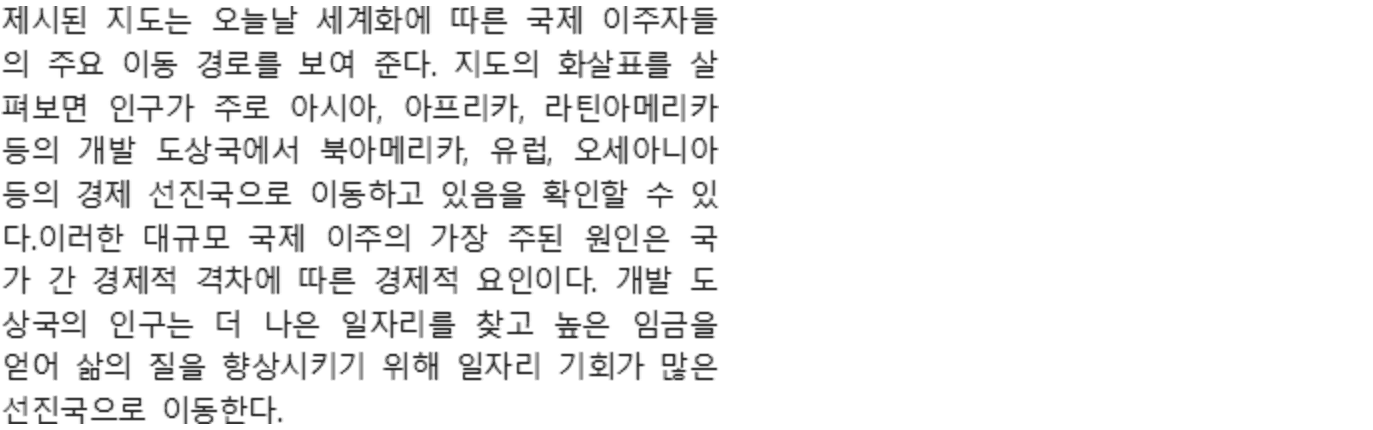 제시된 지도는 오늘날 세계화에 따른 국제 이주자들
의 주요 이동 경로를 보여 준다. 지도의 화살표를 살
펴보면 인구가 주로 아시아, 아프리카, 라틴아메리카
등의 개발 도상국에서 북아메리카, 유럽, 오세아니아
등의 경제 선진국으로 이동하고 있음을 확인할 수 있
다.이러한 대규모 국제 이주의 가장 주된 원인은 국
가 간 경제적 격차에 따른 경제적 요인이다. 개발 도
상국의 인구는 더 나은 일자리를 찾고 높은 임금을
얻어 삶의 질을 향상시키기 위해 일자리 기회가 많은
선진국으로 이동한다.